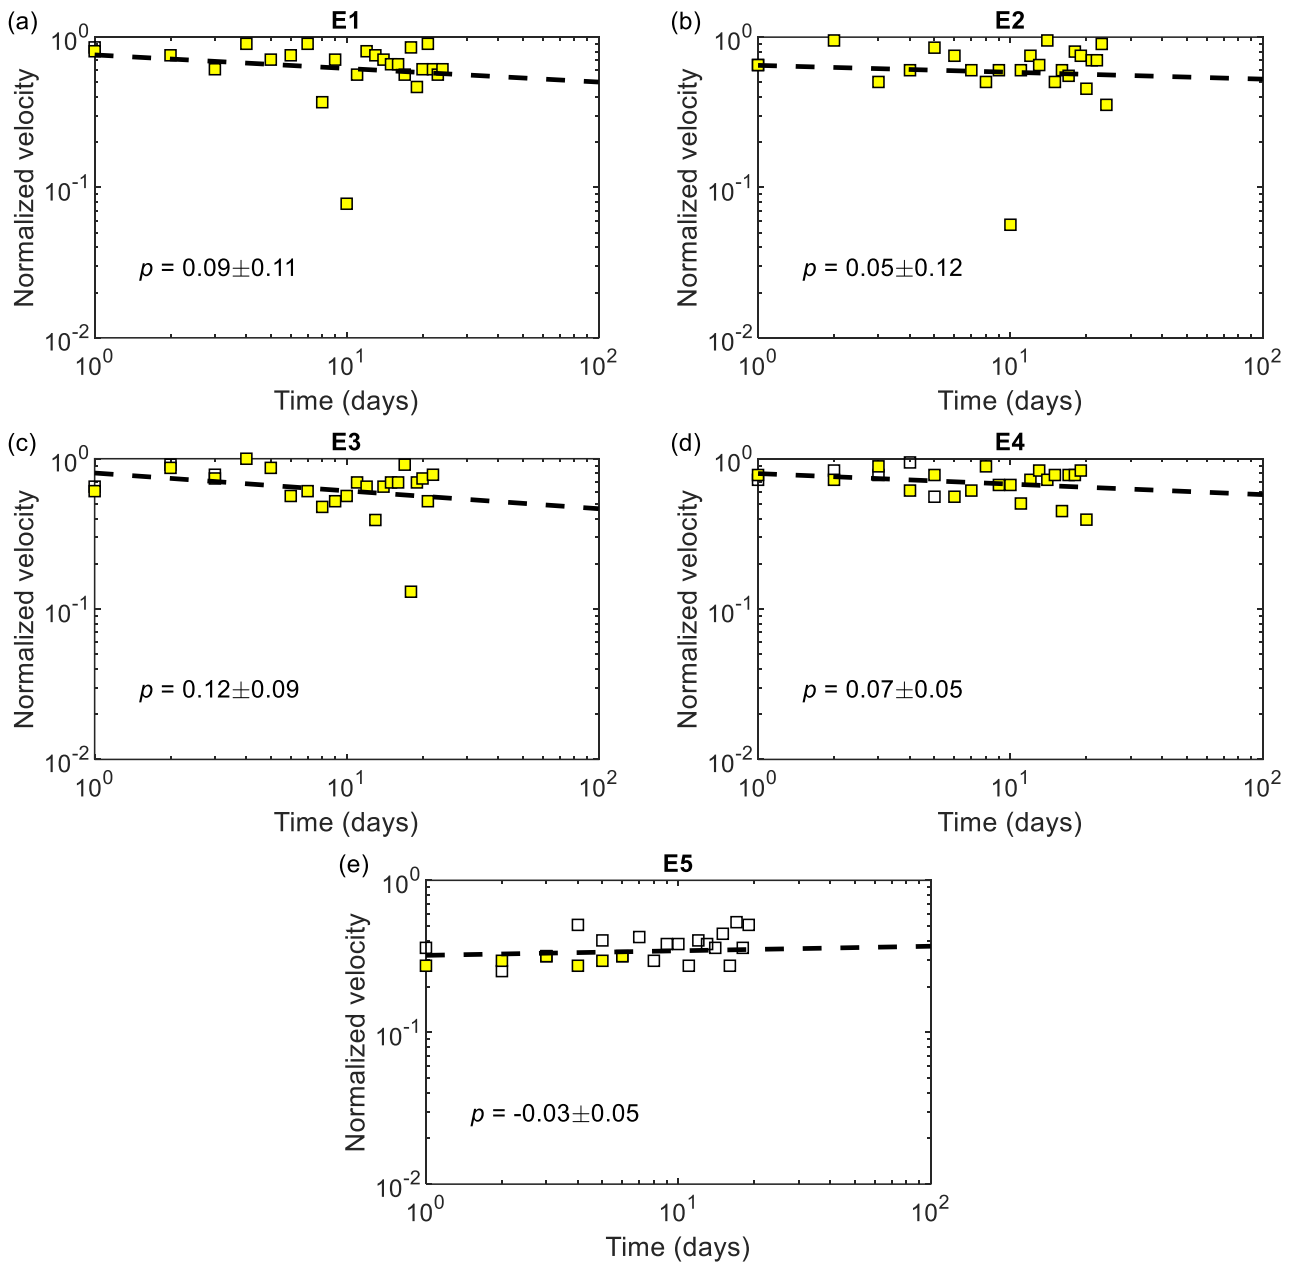 (a)
E1
Normalized velocity
10^0
10^-1
10^-2
p = 0.09±0.11
10^0
10^1
10^2
Time (days)
(b)
E2
Normalized velocity
10^0
10^-1
10^-2
p = 0.05±0.12
10^0
10^1
10^2
Time (days)
(c)
E3
Normalized velocity
10^0
10^-1
10^-2
p = 0.12±0.09
10^0
10^1
10^2
Time (days)
(d)
E4
Normalized velocity
10^0
10^-1
10^-2
p = 0.07±0.05
10^0
10^1
10^2
Time (days)
(e)
E5
Normalized velocity
10^0
10^-1
10^-2
p = -0.03±0.05
10^0
10^1
10^2
Time (days)